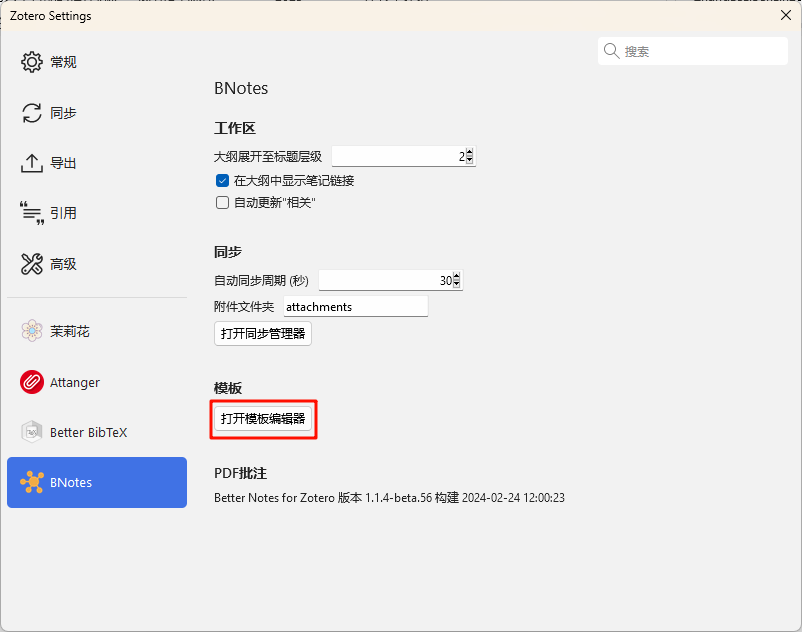 Zotero Settings
常规
同步
导出
引用
高级
茉莉花
Attanger
Better BibTeX
BNotes
搜索
BNotes
工作区
大纲展开至标题层级 2
在大纲中显示笔记链接
自动更新"相关"
同步
自动同步周期 (秒) 30
附件文件夹 attachments
打开同步管理器
模板
打开模板编辑器
PDF批注
Better Notes for Zotero 版本 1.1.4-beta.56 构建 2024-02-24 12:00:23